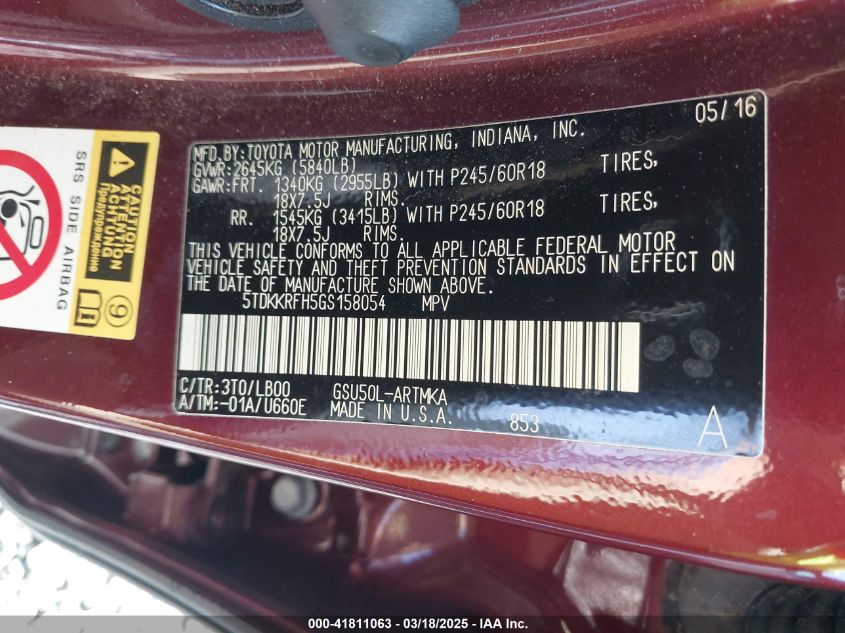 05/16
MFD.BY:TOYOTA MOTOR MANUFACTURING, INDIANA, INC.
GVWR:2645KG (5840LB)
GAWR:FRT. 1340KG (2955LB) WITH P245/60R18 TIRES,
18X7.5J RIMS.
RR. 1545KG (3415LB) WITH P245/60R18 TIRES,
18X7.5J RIMS.
THIS VEHICLE CONFORMS TO ALL APPLICABLE FEDERAL MOTOR
VEHICLE SAFETY AND THEFT PREVENTION STANDARDS IN EFFECT ON
THE DATE OF MANUFACTURE SHOWN ABOVE.
5TDKKRFH5GS158054 MPV
C/TR:3T0/LB00 GSU50L-ARTMKA
A/TM:-01A/U660E MADE IN U.S.A.
853 A
SRS SIDE AIRBAG
CAUTION
ATTENTION
ACHTUNG
Предупреждение
9
000-41811063 - 03/18/2025 - IAA Inc.